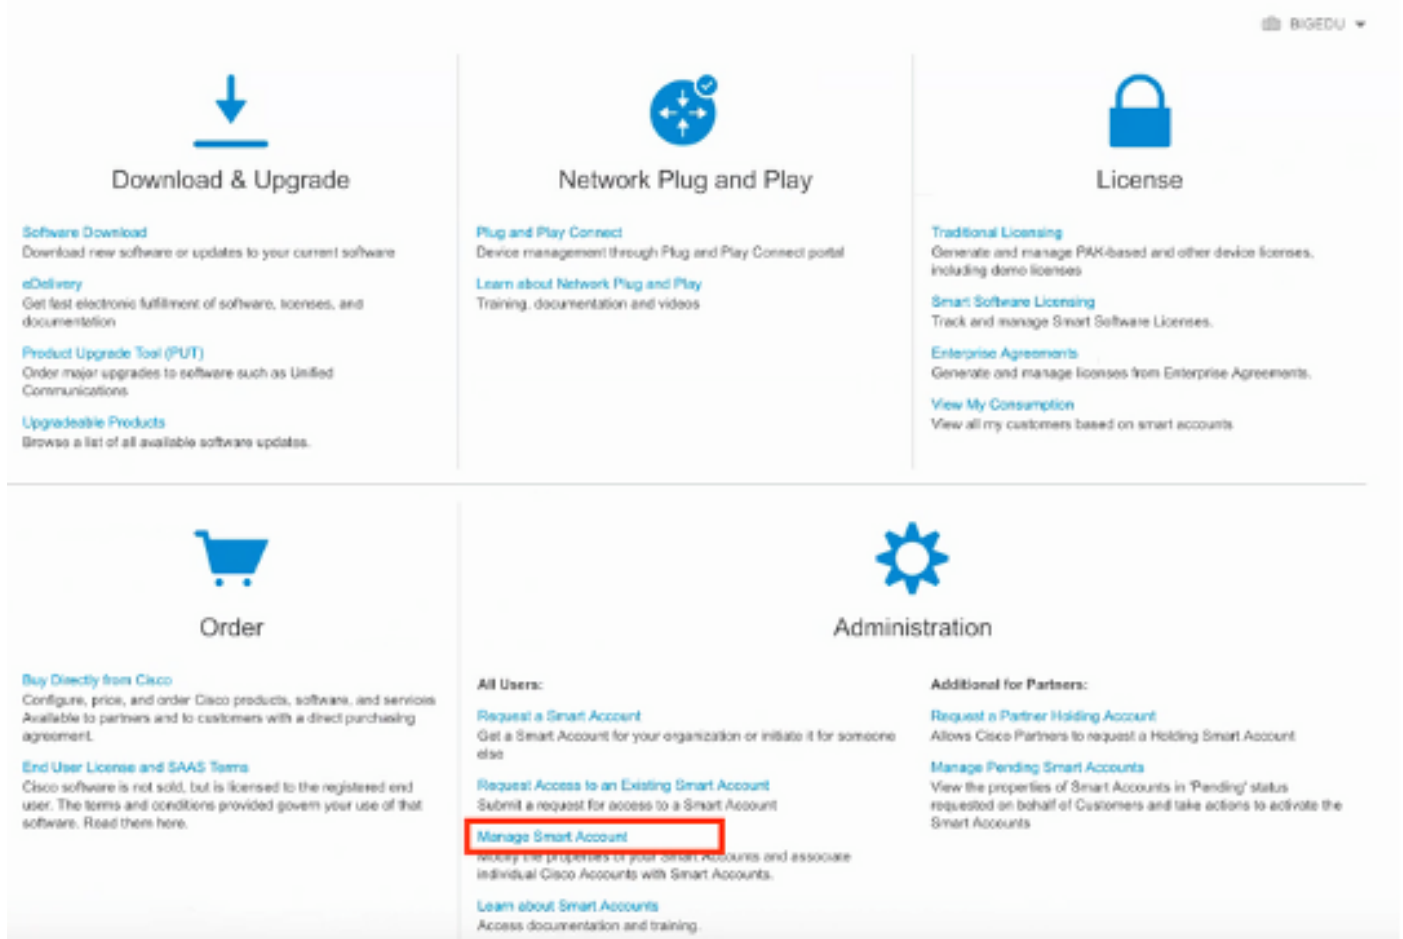 BIGEDU
Download & Upgrade
Software Download
Download new software or updates to your current software
eDelivery
Get fast electronic fulfillment of software, licenses, and
documentation
Product Upgrade Tool (PUT)
Order major upgrades to software such as Unified
Communications
Upgradeable Products
Browse a list of all available software updates.
Network Plug and Play
Plug and Play Connect
Device management through Plug and Play Connect portal
Learn about Network Plug and Play
Training, documentation and videos
License
Traditional Licensing
Generate and manage PAK-based and other device licenses,
including demo licenses
Smart Software Licensing
Track and manage Smart Software Licenses.
Enterprise Agreements
Generate and manage licenses from Enterprise Agreements.
View My Consumption
View all my customers based on smart accounts
Order
Buy Directly from Cisco
Configure, price, and order Cisco products, software, and services
Available to partners and to customers with a direct purchasing
agreement.
End User License and SAAS Terms
Cisco software is not sold, but is licensed to the registered end
user. The terms and conditions provided govern your use of that
software. Read them here.
Administration
All Users:
Request a Smart Account
Get a Smart Account for your organization or initiate it for someone
else
Request Access to an Existing Smart Account
Submit a request for access to a Smart Account
Manage Smart Account
Modify the properties of your Smart Accounts and associate
individual Cisco Accounts with Smart Accounts.
Learn about Smart Accounts
Access documentation and training.
Additional for Partners:
Request a Partner Holding Account
Allows Cisco Partners to request a Holding Smart Account
Manage Pending Smart Accounts
View the properties of Smart Accounts in 'Pending' status
requested on behalf of Customers and take actions to activate the
Smart Accounts